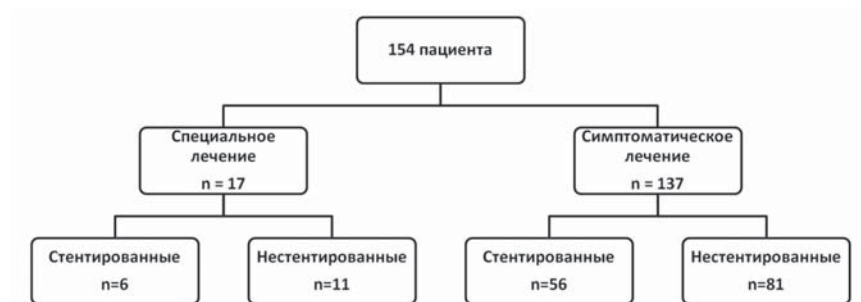 154 пациента
Специальное
лечение
n = 17
Симптоматическое
лечение
n = 137
Стентированные
n=6
Нестентированные
n=11
Стентированные
n=56
Нестентированные
n=81